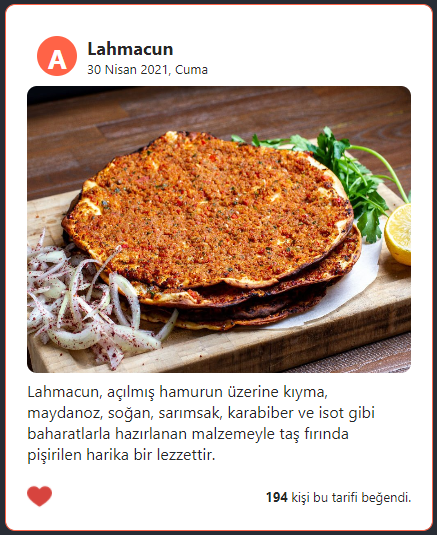 A
Lahmacun
30 Nisan 2021, Cuma
Lahmacun, açılmış hamurun üzerine kıyma,
maydanoz, soğan, sarımsak, karabiber ve isot gibi
baharatlarla hazırlanan malzemeyle taş fırında
pişirilen harika bir lezzettir.
194 kişi bu tarifi beğendi.